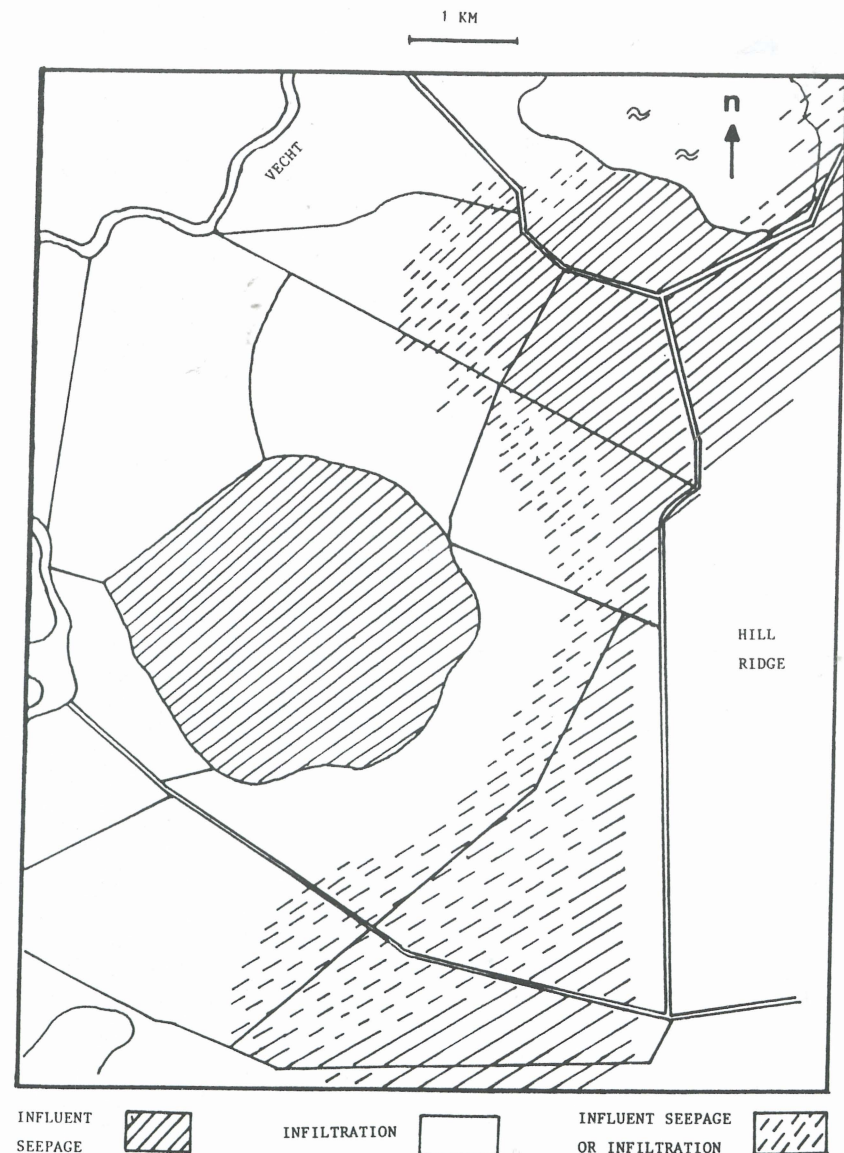 1 KM
n
VECHT
HILL
RIDGE
INFLUENT
SEEPAGE
INFILTRATION
INFLUENT SEEPAGE
OR INFILTRATION